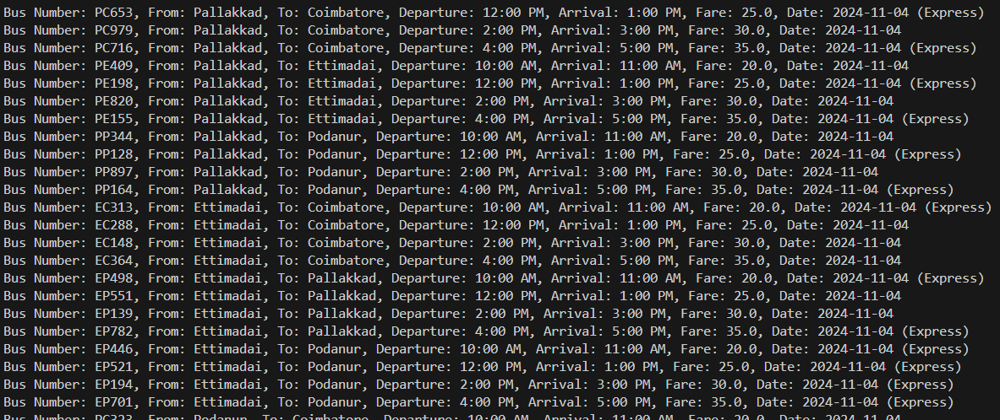 Bus Number: PC653, From: Pallakkad, To: Coimbatore, Departure: 12:00 PM, Arrival: 1:00 PM, Fare: 25.0, Date: 2024-11-04 (Express)
Bus Number: PC979, From: Pallakkad, To: Coimbatore, Departure: 2:00 PM, Arrival: 3:00 PM, Fare: 30.0, Date: 2024-11-04
Bus Number: PC716, From: Pallakkad, To: Coimbatore, Departure: 4:00 PM, Arrival: 5:00 PM, Fare: 35.0, Date: 2024-11-04 (Express)
Bus Number: PE409, From: Pallakkad, To: Ettimadai, Departure: 10:00 AM, Arrival: 11:00 AM, Fare: 20.0, Date: 2024-11-04
Bus Number: PE198, From: Pallakkad, To: Ettimadai, Departure: 12:00 PM, Arrival: 1:00 PM, Fare: 25.0, Date: 2024-11-04 (Express)
Bus Number: PE820, From: Pallakkad, To: Ettimadai, Departure: 2:00 PM, Arrival: 3:00 PM, Fare: 30.0, Date: 2024-11-04
Bus Number: PE155, From: Pallakkad, To: Ettimadai, Departure: 4:00 PM, Arrival: 5:00 PM, Fare: 35.0, Date: 2024-11-04 (Express)
Bus Number: PP344, From: Pallakkad, To: Podanur, Departure: 10:00 AM, Arrival: 11:00 AM, Fare: 20.0, Date: 2024-11-04
Bus Number: PP128, From: Pallakkad, To: Podanur, Departure: 12:00 PM, Arrival: 1:00 PM, Fare: 25.0, Date: 2024-11-04 (Express)
Bus Number: PP897, From: Pallakkad, To: Podanur, Departure: 2:00 PM, Arrival: 3:00 PM, Fare: 30.0, Date: 2024-11-04
Bus Number: PP164, From: Pallakkad, To: Podanur, Departure: 4:00 PM, Arrival: 5:00 PM, Fare: 35.0, Date: 2024-11-04 (Express)
Bus Number: EC313, From: Ettimadai, To: Coimbatore, Departure: 10:00 AM, Arrival: 11:00 AM, Fare: 20.0, Date: 2024-11-04 (Express)
Bus Number: EC288, From: Ettimadai, To: Coimbatore, Departure: 12:00 PM, Arrival: 1:00 PM, Fare: 25.0, Date: 2024-11-04
Bus Number: EC148, From: Ettimadai, To: Coimbatore, Departure: 2:00 PM, Arrival: 3:00 PM, Fare: 30.0, Date: 2024-11-04
Bus Number: EC364, From: Ettimadai, To: Coimbatore, Departure: 4:00 PM, Arrival: 5:00 PM, Fare: 35.0, Date: 2024-11-04
Bus Number: EP498, From: Ettimadai, To: Pallakkad, Departure: 10:00 AM, Arrival: 11:00 AM, Fare: 20.0, Date: 2024-11-04 (Express)
Bus Number: EP551, From: Ettimadai, To: Pallakkad, Departure: 12:00 PM, Arrival: 1:00 PM, Fare: 25.0, Date: 2024-11-04
Bus Number: EP139, From: Ettimadai, To: Pallakkad, Departure: 2:00 PM, Arrival: 3:00 PM, Fare: 30.0, Date: 2024-11-04
Bus Number: EP782, From: Ettimadai, To: Pallakkad, Departure: 4:00 PM, Arrival: 5:00 PM, Fare: 35.0, Date: 2024-11-04 (Express)
Bus Number: EP446, From: Ettimadai, To: Podanur, Departure: 10:00 AM, Arrival: 11:00 AM, Fare: 20.0, Date: 2024-11-04 (Express)
Bus Number: EP521, From: Ettimadai, To: Podanur, Departure: 12:00 PM, Arrival: 1:00 PM, Fare: 25.0, Date: 2024-11-04 (Express)
Bus Number: EP194, From: Ettimadai, To: Podanur, Departure: 2:00 PM, Arrival: 3:00 PM, Fare: 30.0, Date: 2024-11-04 (Express)
Bus Number: EP701, From: Ettimadai, To: Podanur, Departure: 4:00 PM, Arrival: 5:00 PM, Fare: 35.0, Date: 2024-11-04 (Express)
Bus Number: From: Podanur, To: Coimbatore, Departure: 10:00 AM, Arrival: 11:00 AM, Fare: 20.0, Date: 2024-11-04